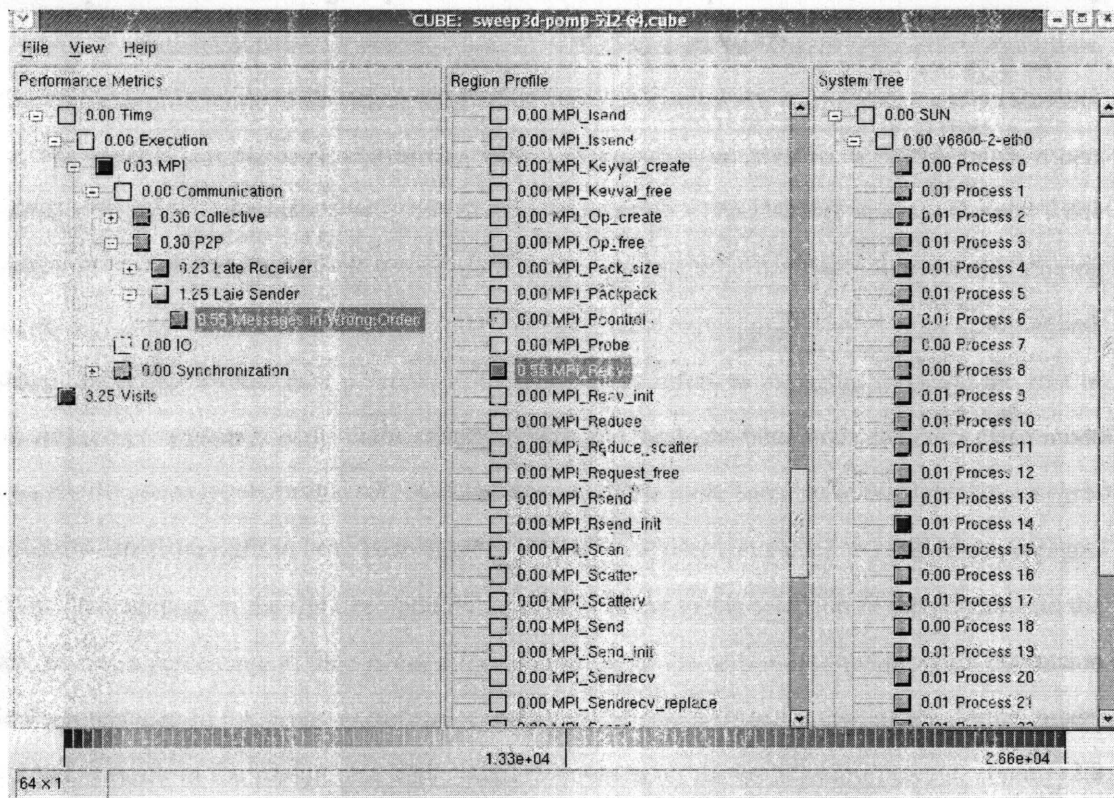 CUBE: sweep3d-pomp-512-64.cube
File View Help
Performance Metrics
0.00 Time
0.00 Execution
0.03 MPI
0.00 Communication
0.30 Collective
0.30 P2P
0.23 Late Receiver
1.25 Late Sender
0.55 Messages in Wrong Order
0.00 IO
0.00 Synchronization
3.25 Visits
Region Profile
0.00 MPI_Isend
0.00 MPI_Issend
0.00 MPI_Keyval_create
0.00 MPI_Keyval_free
0.00 MPI_Op_create
0.00 MPI_Op_free
0.00 MPI_Pack_size
0.00 MPI_Packpack
0.00 MPI_Pcontrol
0.00 MPI_Probe
0.55 MPI_Recv
0.00 MPI_Recv_init
0.00 MPI_Reduce
0.00 MPI_Reduce_scatter
0.00 MPI_Request_free
0.00 MPI_Rsend
0.00 MPI_Rsend_init
0.00 MPI_Scan
0.00 MPI_Scatter
0.00 MPI_Scatterv
0.00 MPI_Send
0.00 MPI_Send_init
0.00 MPI_Sendrecv
0.00 MPI_Sendrecv_replace
System Tree
0.00 SUN
0.00 v6800-2-eth0
0.00 Process 0
0.01 Process 1
0.01 Process 2
0.01 Process 3
0.01 Process 4
0.01 Process 5
0.01 Process 6
0.00 Process 7
0.00 Process 8
0.01 Process 9
0.01 Process 10
0.01 Process 11
0.01 Process 12
0.01 Process 13
0.01 Process 14
0.01 Process 15
0.00 Process 16
0.01 Process 17
0.00 Process 18
0.01 Process 19
0.01 Process 20
0.01 Process 21
1.33e+04
2.66e+04
64 x 1